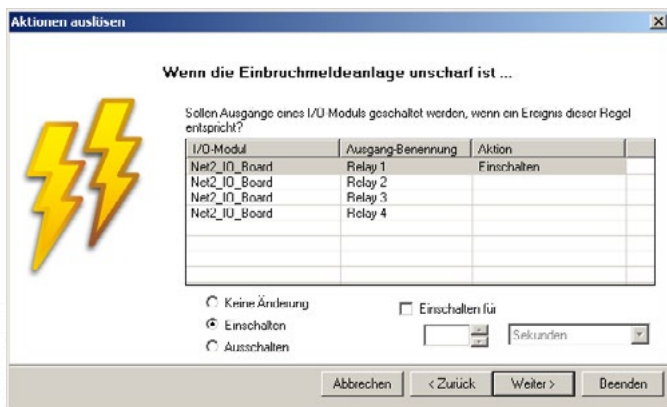 Aktionen auslösen
Wenn die Einbruchmeldeanlage unscharf ist ...
Sollen Ausgänge eines I/O Moduls geschaltet werden, wenn ein Ereignis dieser Regel
entspricht?
I/O-Modul Ausgang-Benennung Aktion
Net2_IO_Board Relay 1 Einschalten
Net2_IO_Board Relay 2
Net2_IO_Board Relay 3
Net2_IO_Board Relay 4
Keine Änderung
Einschalten für
Einschalten
Sekunden
Ausschalten
Abbrechen < Zurück Weiter > Beenden